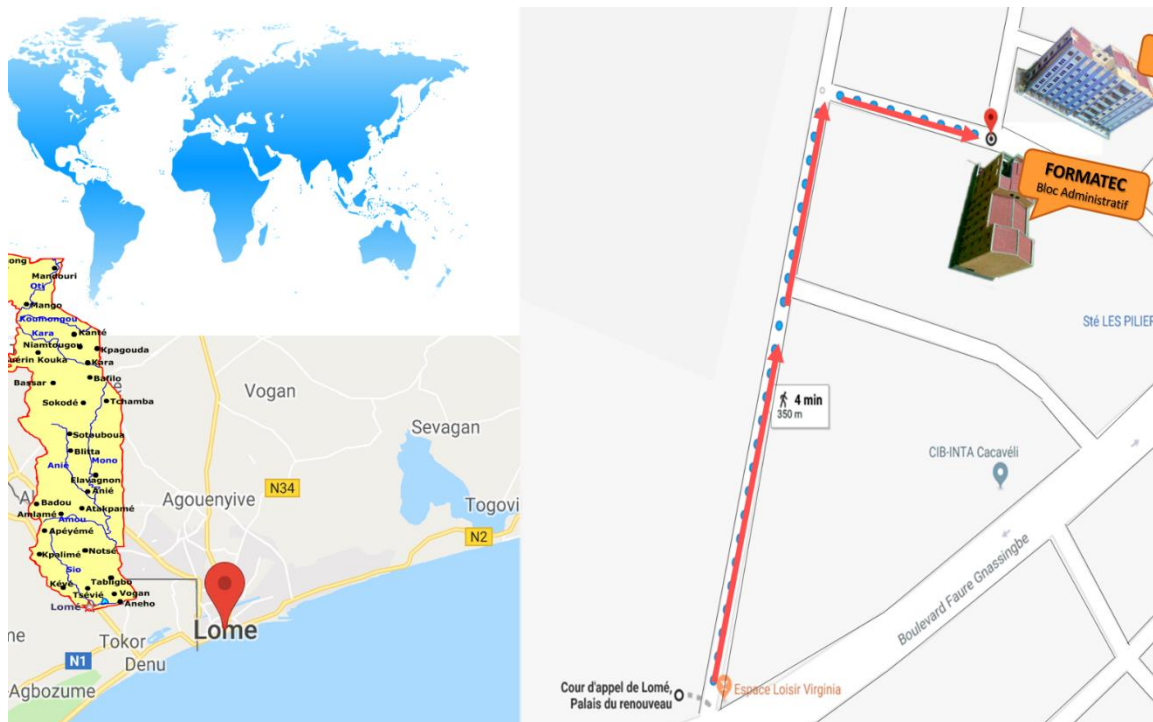 Mandouri
Oti
Mango
Koumongou
Kara
Kanté
Niamtougou
Kpagouda
Kara
Bafilo
Bassar
Sokodé
Tchamba
Sotouboua
Blitta
Anié
Mono
Elavagnon
Anié
Badou
Atakpamé
Amlamé
Amou
Apéyémé
Notsé
Kpalimé
Sio
Kévé
Tabligbo
Tsévié
Vogan
Lomé
Aneho
Vogan
Sevagan
N34
Agouenyive
Togovi
N2
Lome
Tokor
N1
Denu
Agbozume
FORMATEC
Bloc Administratif
Sté LES PILIER
4 min
350 m
CIB-INTA Cacavéli
Boulevard Faure Gnassingbe
Cour d'appel de Lomé,
Palais du renouveau
Espace Loisir Virginia